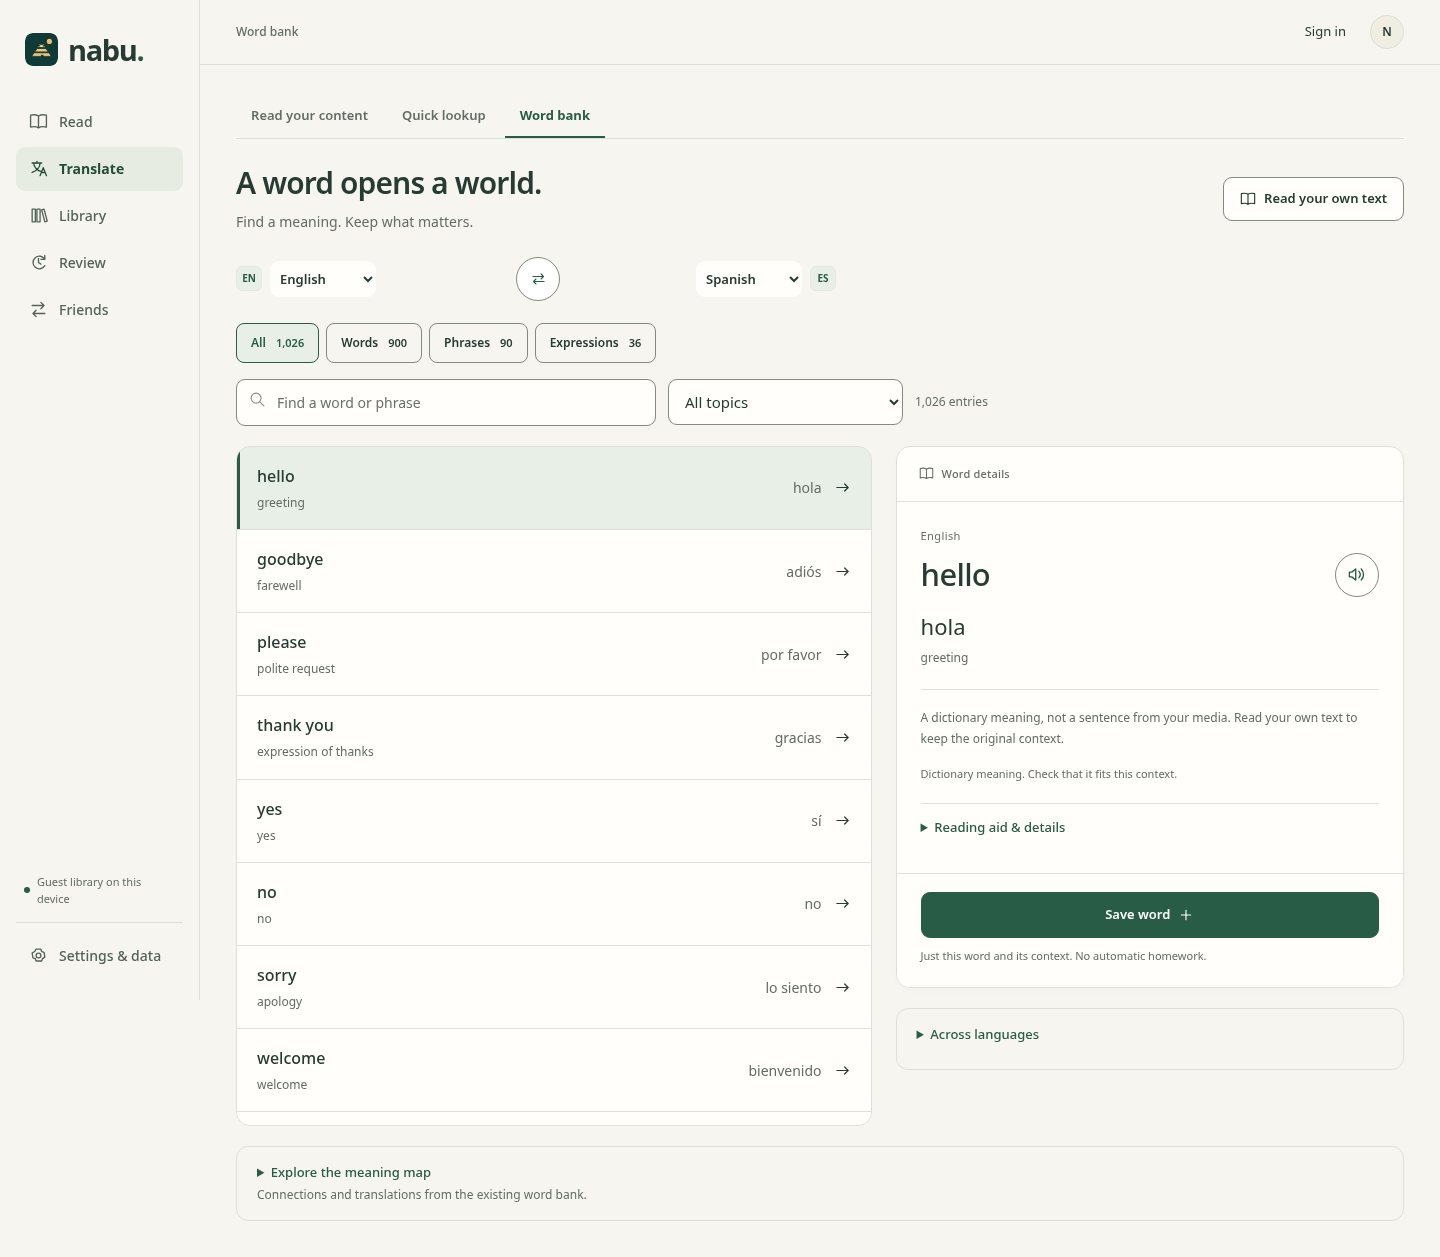 nabu.
Read
Translate
Library
Review
Friends
Guest library on this
device
Settings & data
Word bank
Sign in
N
Read your content
Quick lookup
Word bank
A word opens a world.
Find a meaning. Keep what matters.
Read your own text
EN
English
Spanish
ES
All 1,026
Words 900
Phrases 90
Expressions 36
Find a word or phrase
All topics
1,026 entries
hello
greeting
hola
goodbye
farewell
adiós
please
polite request
por favor
thank you
expression of thanks
gracias
yes
yes
sí
no
no
no
sorry
apology
lo siento
welcome
welcome
bienvenido
Word details
English
hello
hola
greeting
A dictionary meaning, not a sentence from your media. Read your own text to
keep the original context.
Dictionary meaning. Check that it fits this context.
Reading aid & details
Save word
Just this word and its context. No automatic homework.
Across languages
Explore the meaning map
Connections and translations from the existing word bank.